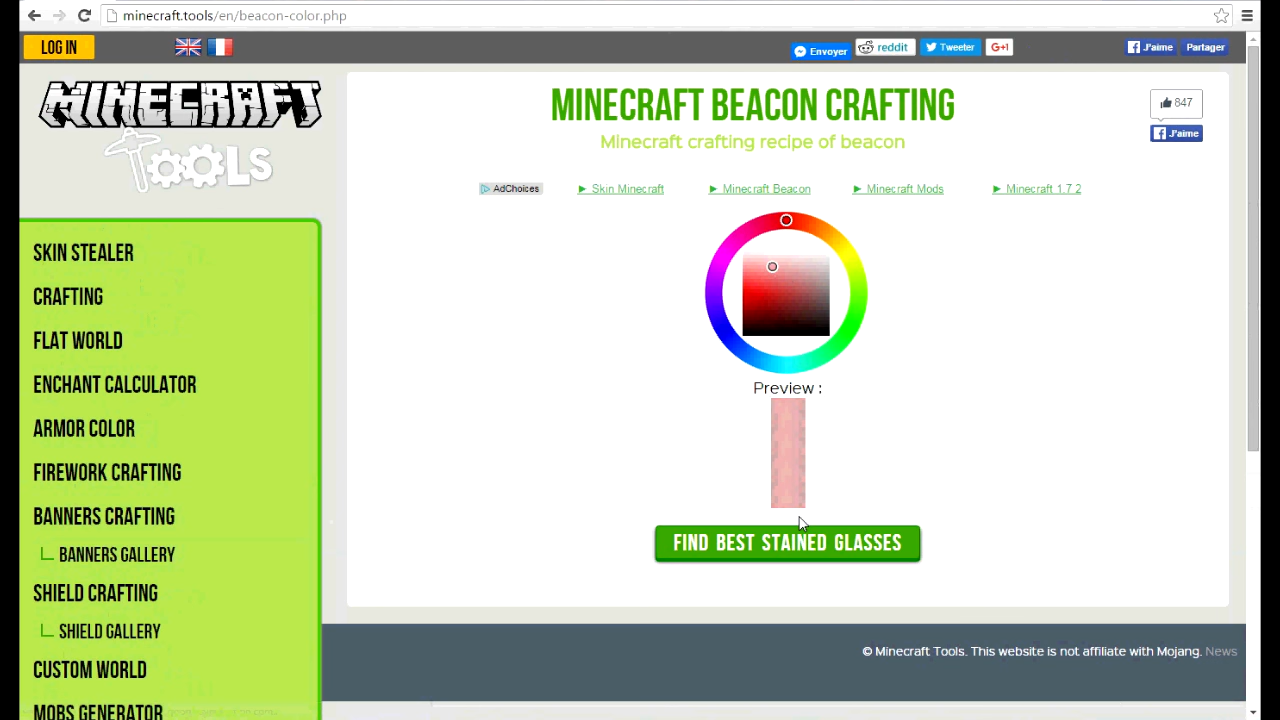 minecraft.tools/en/beacon-color.php
LOG IN
Envoyer
reddit
Tweeter
G+1
J'aime
Partager
MINECRAFT
TOOLS
MINECRAFT BEACON CRAFTING
Minecraft crafting recipe of beacon
847
J'aime
AdChoices
► Skin Minecraft
► Minecraft Beacon
► Minecraft Mods
► Minecraft 1.7 2
SKIN STEALER
CRAFTING
FLAT WORLD
ENCHANT CALCULATOR
ARMOR COLOR
FIREWORK CRAFTING
BANNERS CRAFTING
BANNERS GALLERY
SHIELD CRAFTING
SHIELD GALLERY
CUSTOM WORLD
MOBS GENERATOR
Preview :
FIND BEST STAINED GLASSES
© Minecraft Tools. This website is not affiliate with Mojang. News